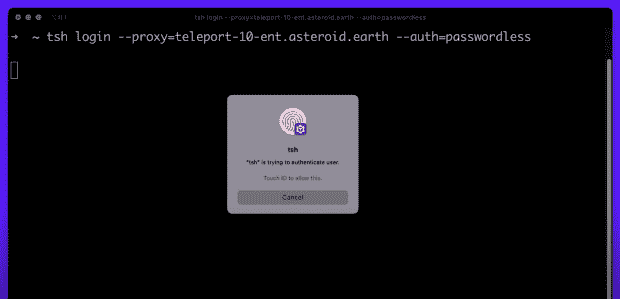 tsh login --proxy=teleport-10-ent.asteroid.earth --auth=passwordless
➜ ~ tsh login --proxy=teleport-10-ent.asteroid.earth --auth=passwordless
tsh
"tsh" is trying to authenticate user.
Touch ID to allow this.
Cancel